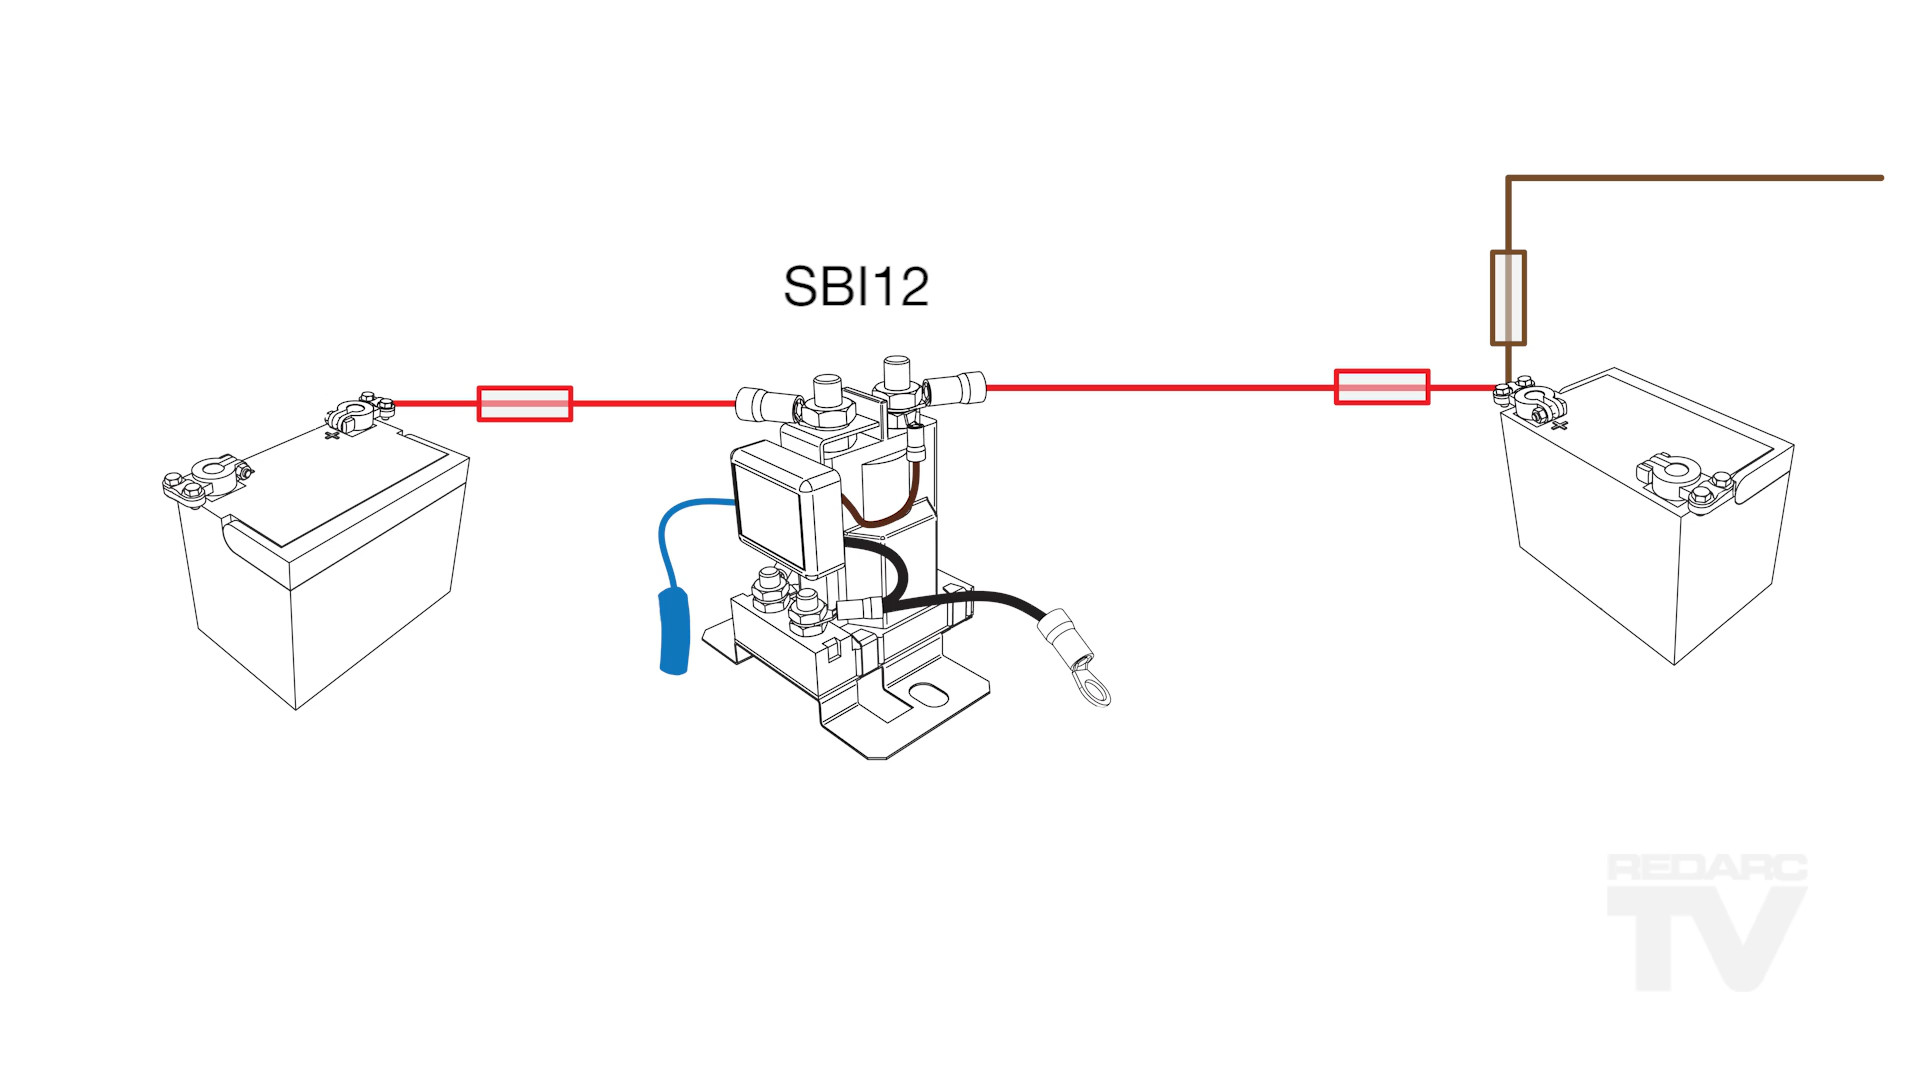 SBI12
+
+
REDARC
TV